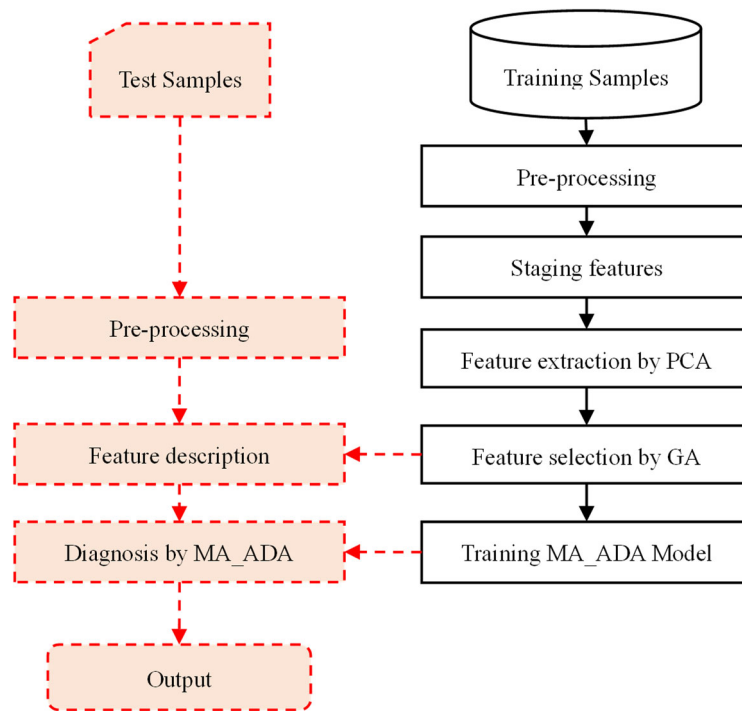 Test Samples
Training Samples
Pre-processing
Staging features
Pre-processing
Feature extraction by PCA
Feature description
Feature selection by GA
Diagnosis by MA_ADA
Training MA_ADA Model
Output